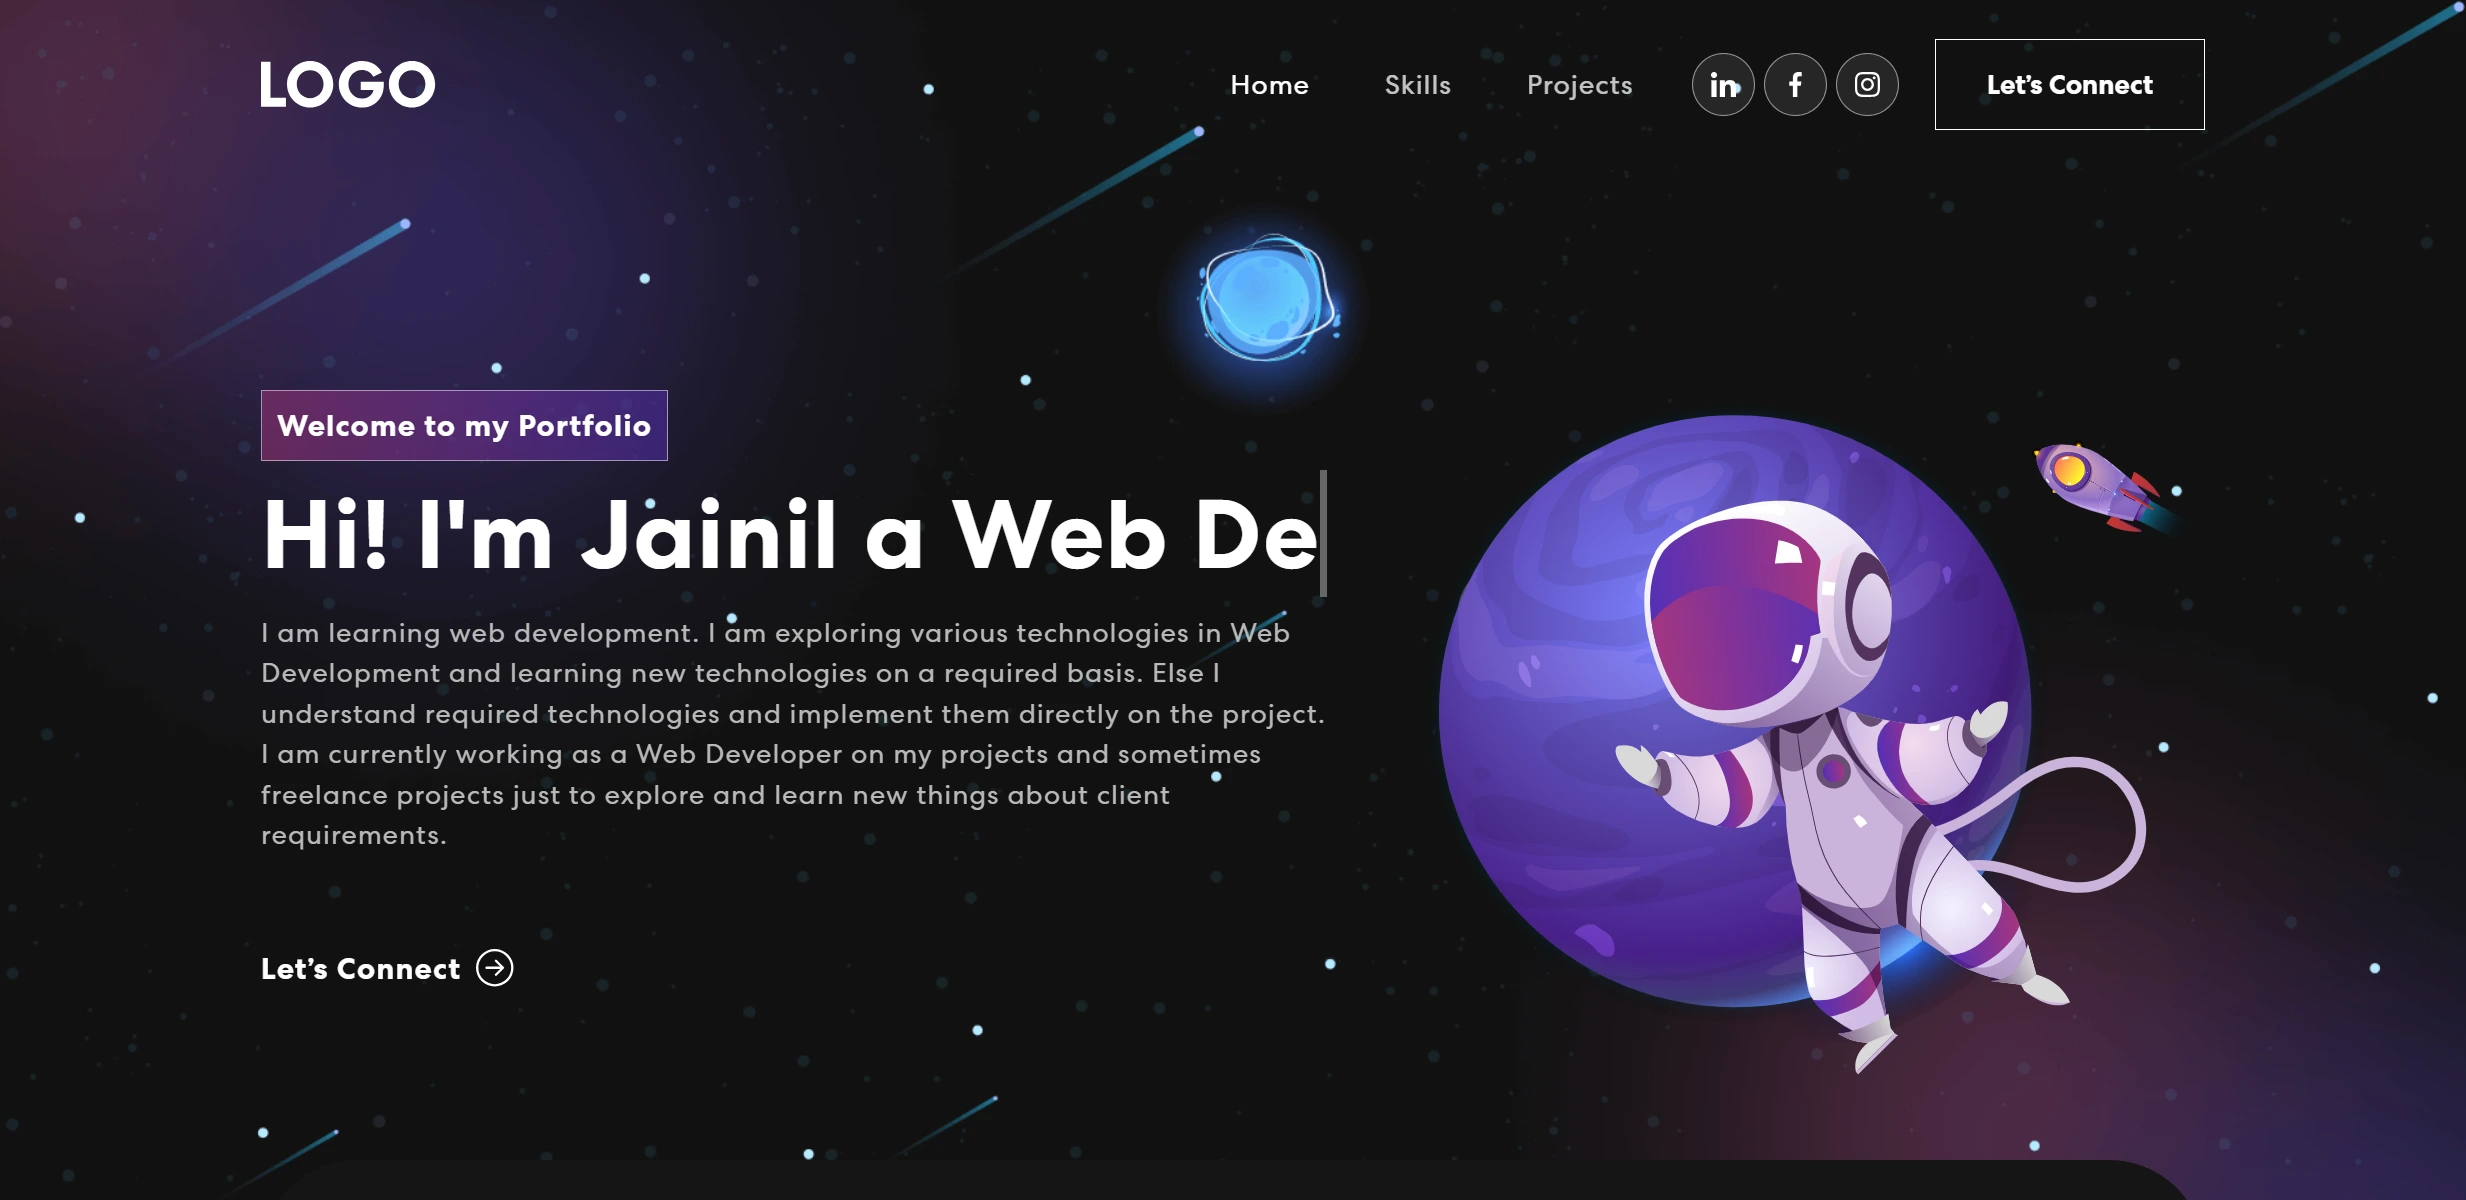 LOGO
Home
Skills
Projects
in
f
Let’s Connect
Welcome to my Portfolio
Hi! I'm Jainil a Web De
I am learning web development. I am exploring various technologies in Web
Development and learning new technologies on a required basis. Else I
understand required technologies and implement them directly on the project.
I am currently working as a Web Developer on my projects and sometimes
freelance projects just to explore and learn new things about client
requirements.
Let’s Connect